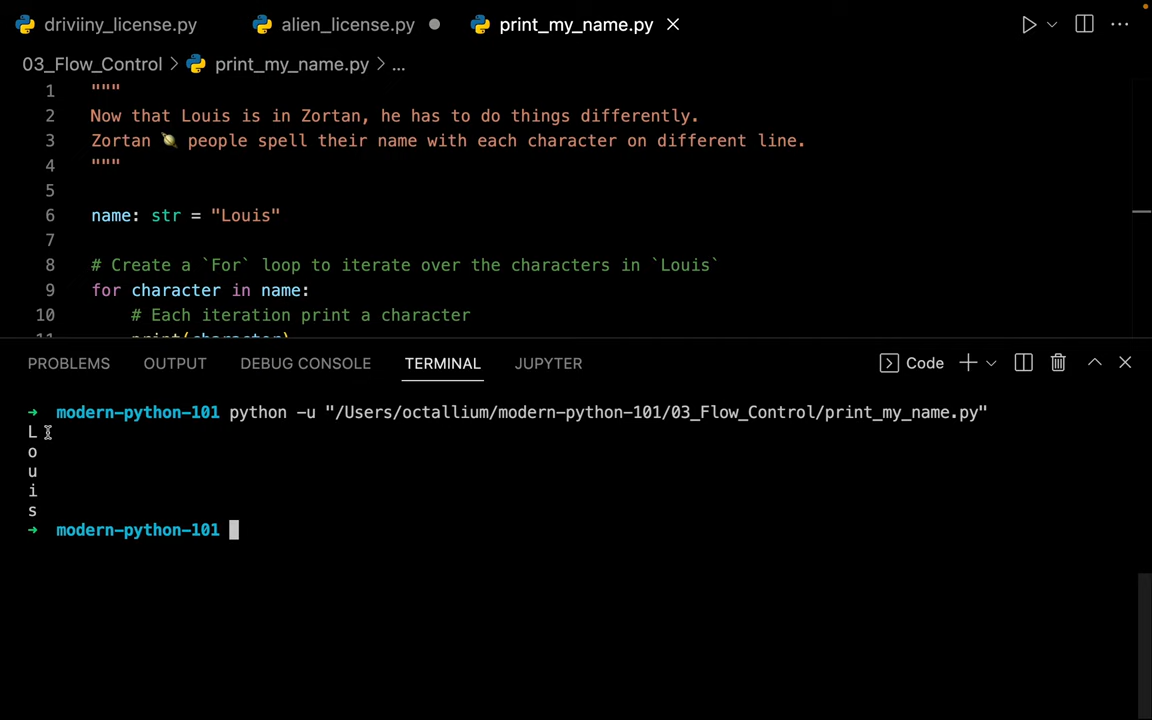 driviiny_license.py alien_license.py print_my_name.py
03_Flow_Control > print_my_name.py > ...
1 """
2 Now that Louis is in Zortan, he has to do things differently.
3 Zortan 🪐 people spell their name with each character on different line.
4 """
5
6 name: str = "Louis"
7
8 # Create a `For` loop to iterate over the characters in `Louis`
9 for character in name:
10 # Each iteration print a character
11 print(character)
PROBLEMS OUTPUT DEBUG CONSOLE TERMINAL JUPYTER Code
→ modern-python-101 python -u "/Users/octallium/modern-python-101/03_Flow_Control/print_my_name.py"
L
o
u
i
s
→ modern-python-101